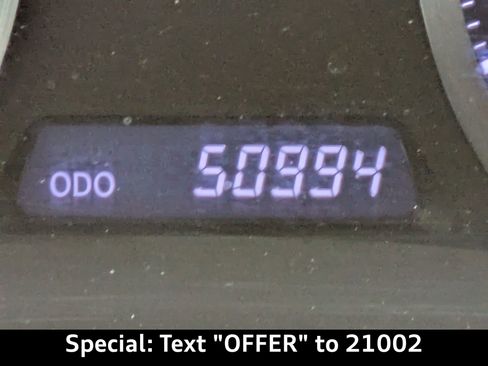 ODO 50994
Special: Text "OFFER" to 21002